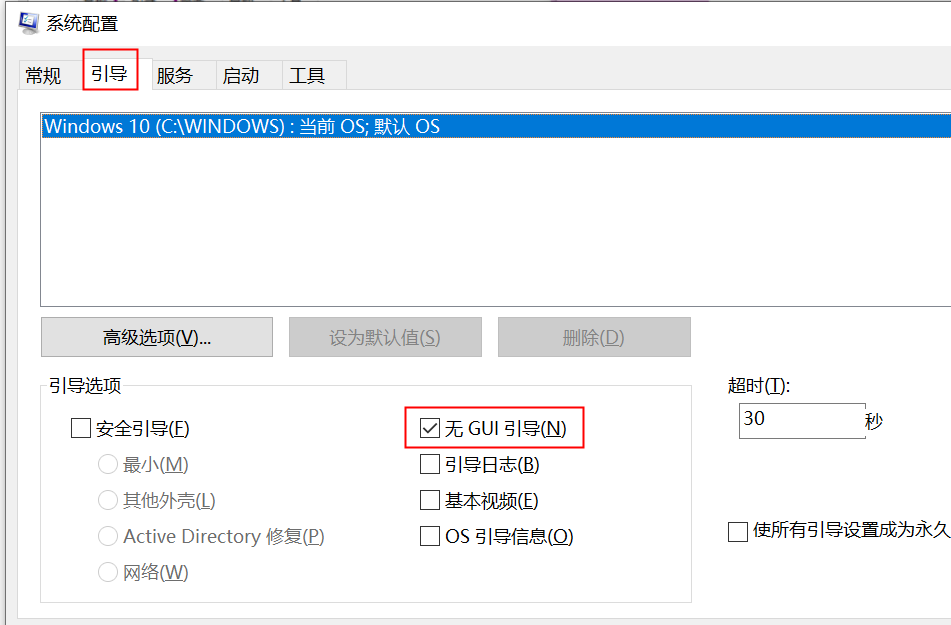 系统配置
常规 引导 服务 启动 工具
Windows 10 (C:\WINDOWS) : 当前 OS; 默认 OS
高级选项(V)... 设为默认值(S) 删除(D)
引导选项 超时(T):
安全引导(F) 无 GUI 引导(N) 30 秒
最小(M) 引导日志(B)
其他外壳(L) 基本视频(E)
Active Directory 修复(P) OS 引导信息(O) 使所有引导设置成为永久
网络(W)